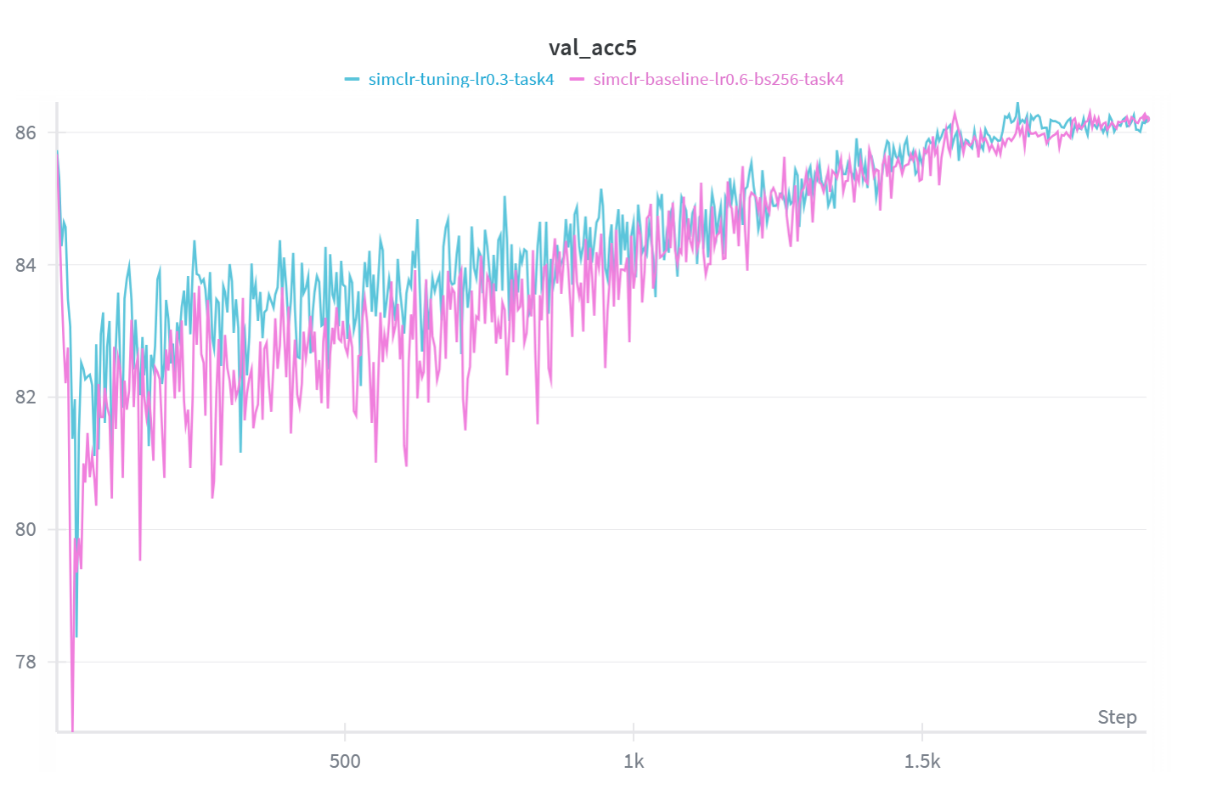 val_acc5
simclr-tuning-lr0.3-task4 simclr-baseline-lr0.6-bs256-task4
86
84
82
80
78
Step
500 1k 1.5k